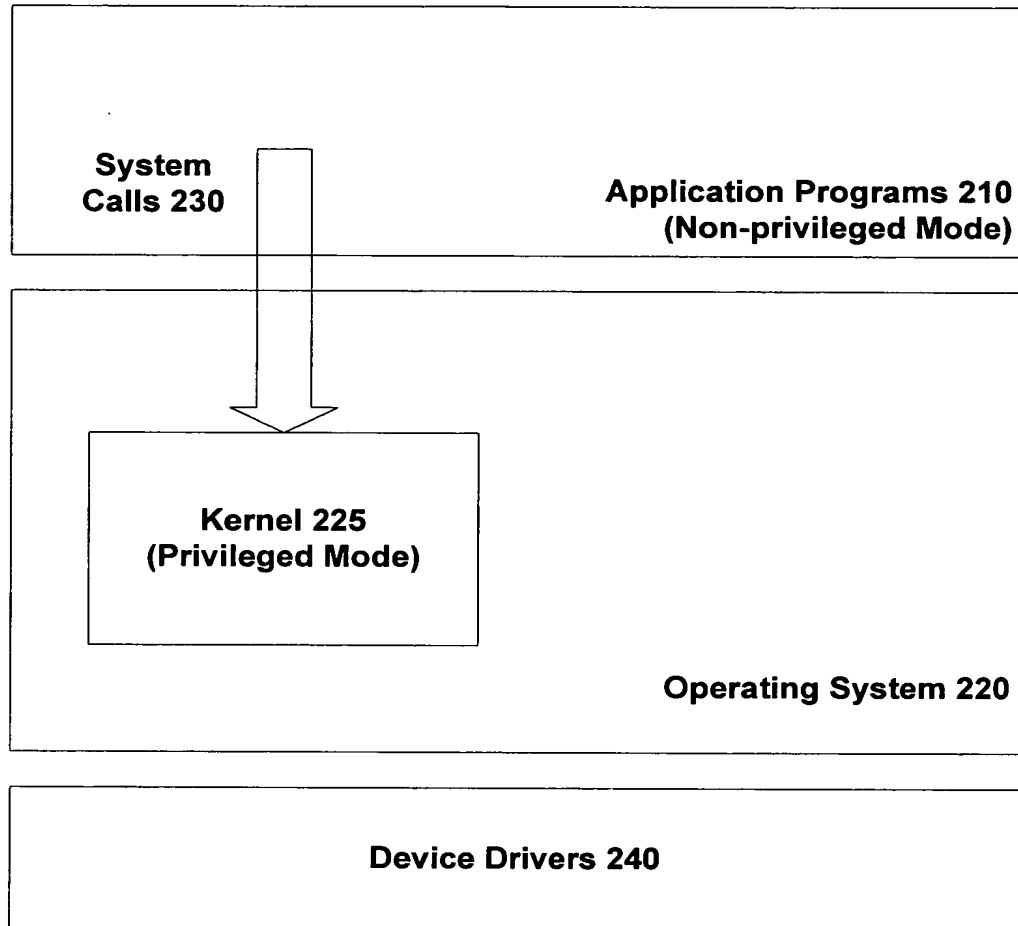 System
Calls 230
Application Programs 210
(Non-privileged Mode)
Kernel 225
(Privileged Mode)
Operating System 220
Device Drivers 240